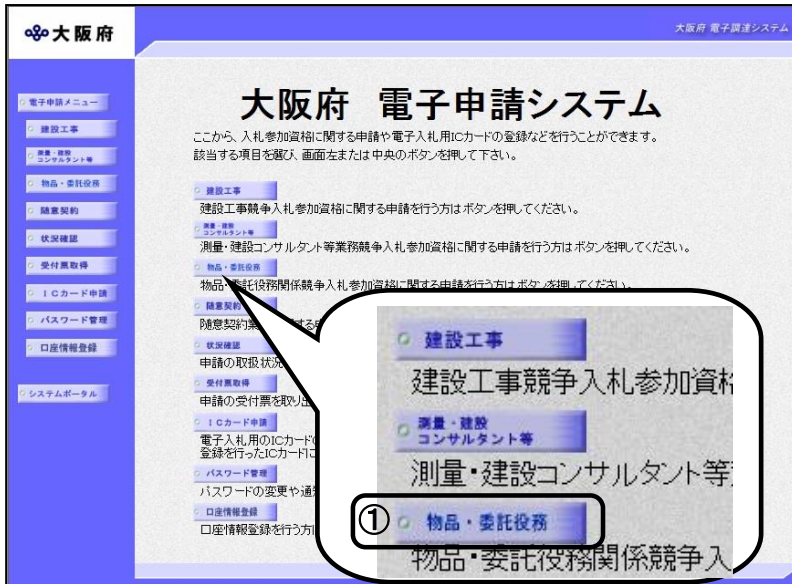 大阪府
大阪府 電子調達システム
電子申請メニュー
建設工事
測量・建設
コンサルタント等
物品・委託役務
随意契約
状況確認
受付票取得
ICカード申請
パスワード管理
口座情報登録
システムポータル
大阪府 電子申請システム
ここから、入札参加資格に関する申請や電子入札用ICカードの登録などを行うことができます。
該当する項目を選び、画面左または中央のボタンを押して下さい。
建設工事
建設工事競争入札参加資格に関する申請を行う方はボタンを押してください。
測量・建設
コンサルタント等
測量・建設コンサルタント等業務競争入札参加資格に関する申請を行う方はボタンを押してください。
物品・委託役務
物品・委託役務関係競争入札参加資格に関する申請を行う方はボタンを押してください。
随意契約
随意契約業
状況確認
申請の取扱状況
受付票取得
申請の受付票を取り出
ICカード申請
電子入札用のICカードの
登録を行ったICカードに
パスワード管理
パスワードの変更や通知
口座情報登録
口座情報登録を行う方
建設工事
建設工事競争入札参加資格
測量・建設
コンサルタント等
測量・建設コンサルタント等
① 物品・委託役務
物品・委託役務関係競争入